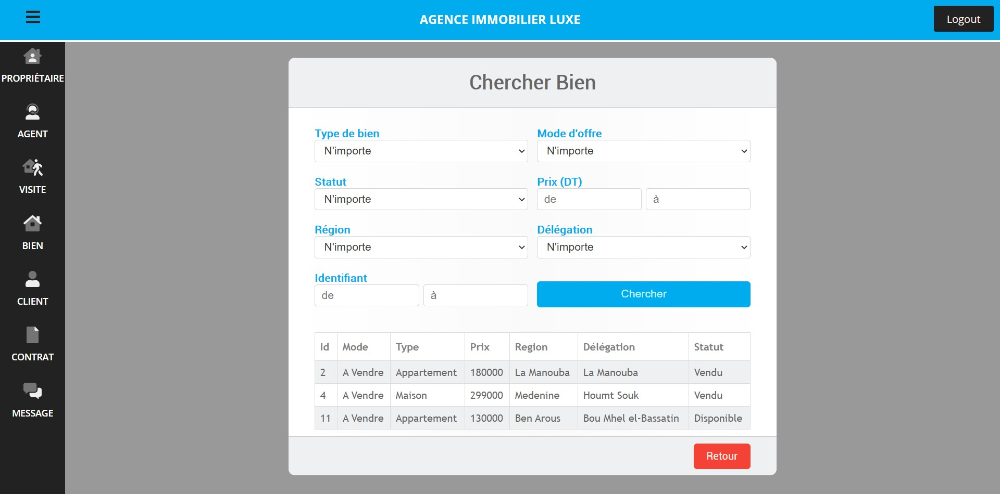 AGENCE IMMOBILIER LUXE
Logout
PROPRIÉTAIRE
AGENT
VISITE
BIEN
CLIENT
CONTRAT
MESSAGE
Chercher Bien
Type de bien Mode d'offre
N'importe N'importe
Statut Prix (DT)
N'importe de à
Région Délégation
N'importe N'importe
Identifiant
de à Chercher
Id Mode Type Prix Region Délégation Statut
2 A Vendre Appartement 180000 La Manouba La Manouba Vendu
4 A Vendre Maison 299000 Medenine Houmt Souk Vendu
11 A Vendre Appartement 130000 Ben Arous Bou Mhel el-Bassatin Disponible
Retour